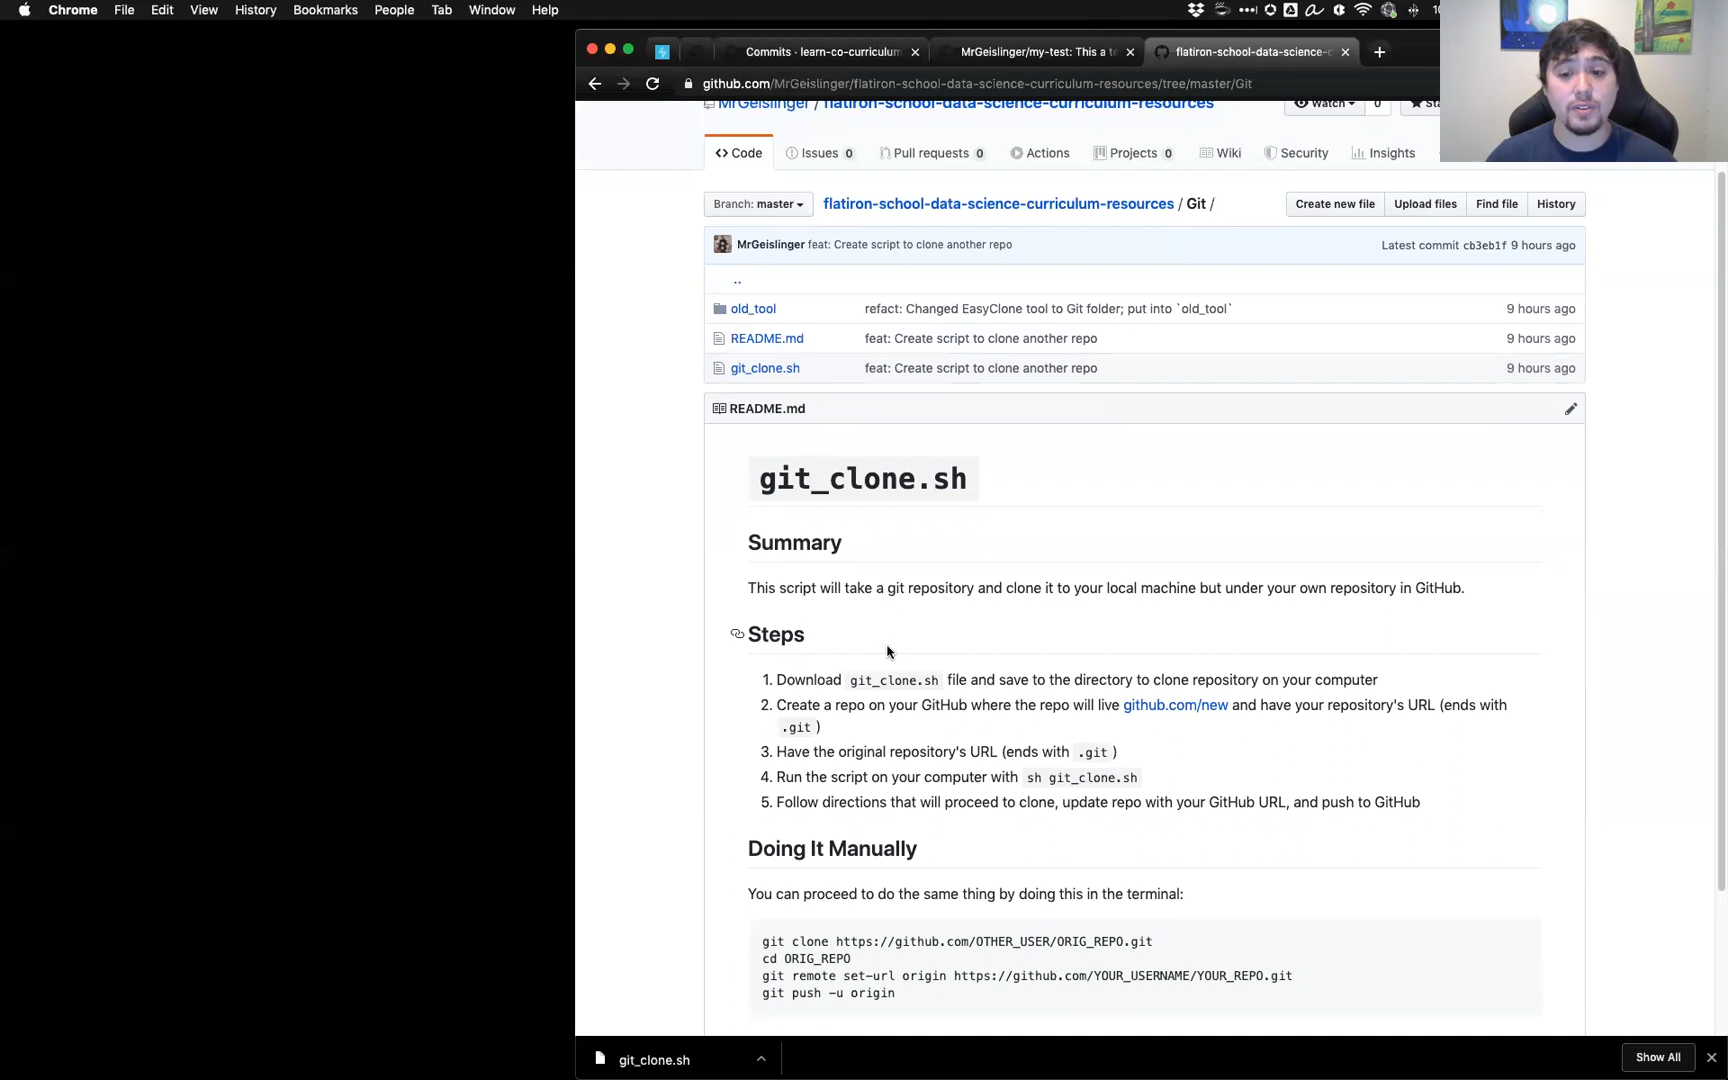 Chrome File Edit View History Bookmarks People Tab Window Help
Commits · learn-co-curriculum
MrGeislinger/my-test: This a te
flatiron-school-data-science-
github.com/MrGeislinger/flatiron-school-data-science-curriculum-resources/tree/master/Git
MrGeislinger / flatiron-school-data-science-curriculum-resources
Watch 0
Code Issues 0 Pull requests 0 Actions Projects 0 Wiki Security Insights
Branch: master flatiron-school-data-science-curriculum-resources / Git / Create new file Upload files Find file History
MrGeislinger feat: Create script to clone another repo Latest commit cb3eb1f 9 hours ago
..
old_tool refact: Changed EasyClone tool to Git folder; put into `old_tool` 9 hours ago
README.md feat: Create script to clone another repo 9 hours ago
git_clone.sh feat: Create script to clone another repo 9 hours ago
README.md
git_clone.sh
Summary
This script will take a git repository and clone it to your local machine but under your own repository in GitHub.
Steps
1. Download git_clone.sh file and save to the directory to clone repository on your computer
2. Create a repo on your GitHub where the repo will live github.com/new and have your repository's URL (ends with
.git )
3. Have the original repository's URL (ends with .git )
4. Run the script on your computer with sh git_clone.sh
5. Follow directions that will proceed to clone, update repo with your GitHub URL, and push to GitHub
Doing It Manually
You can proceed to do the same thing by doing this in the terminal:
git clone https://github.com/OTHER_USER/ORIG_REPO.git
cd ORIG_REPO
git remote set-url origin https://github.com/YOUR_USERNAME/YOUR_REPO.git
git push -u origin
git_clone.sh
Show All